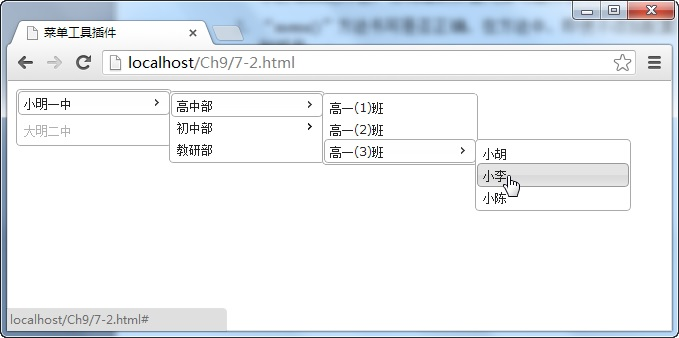 菜单工具插件
localhost/Ch9/7-2.html
小明一中
大明二中
高中部
初中部
教研部
高一(1)班
高一(2)班
高一(3)班
小胡
小李
小陈
localhost/Ch9/7-2.html#